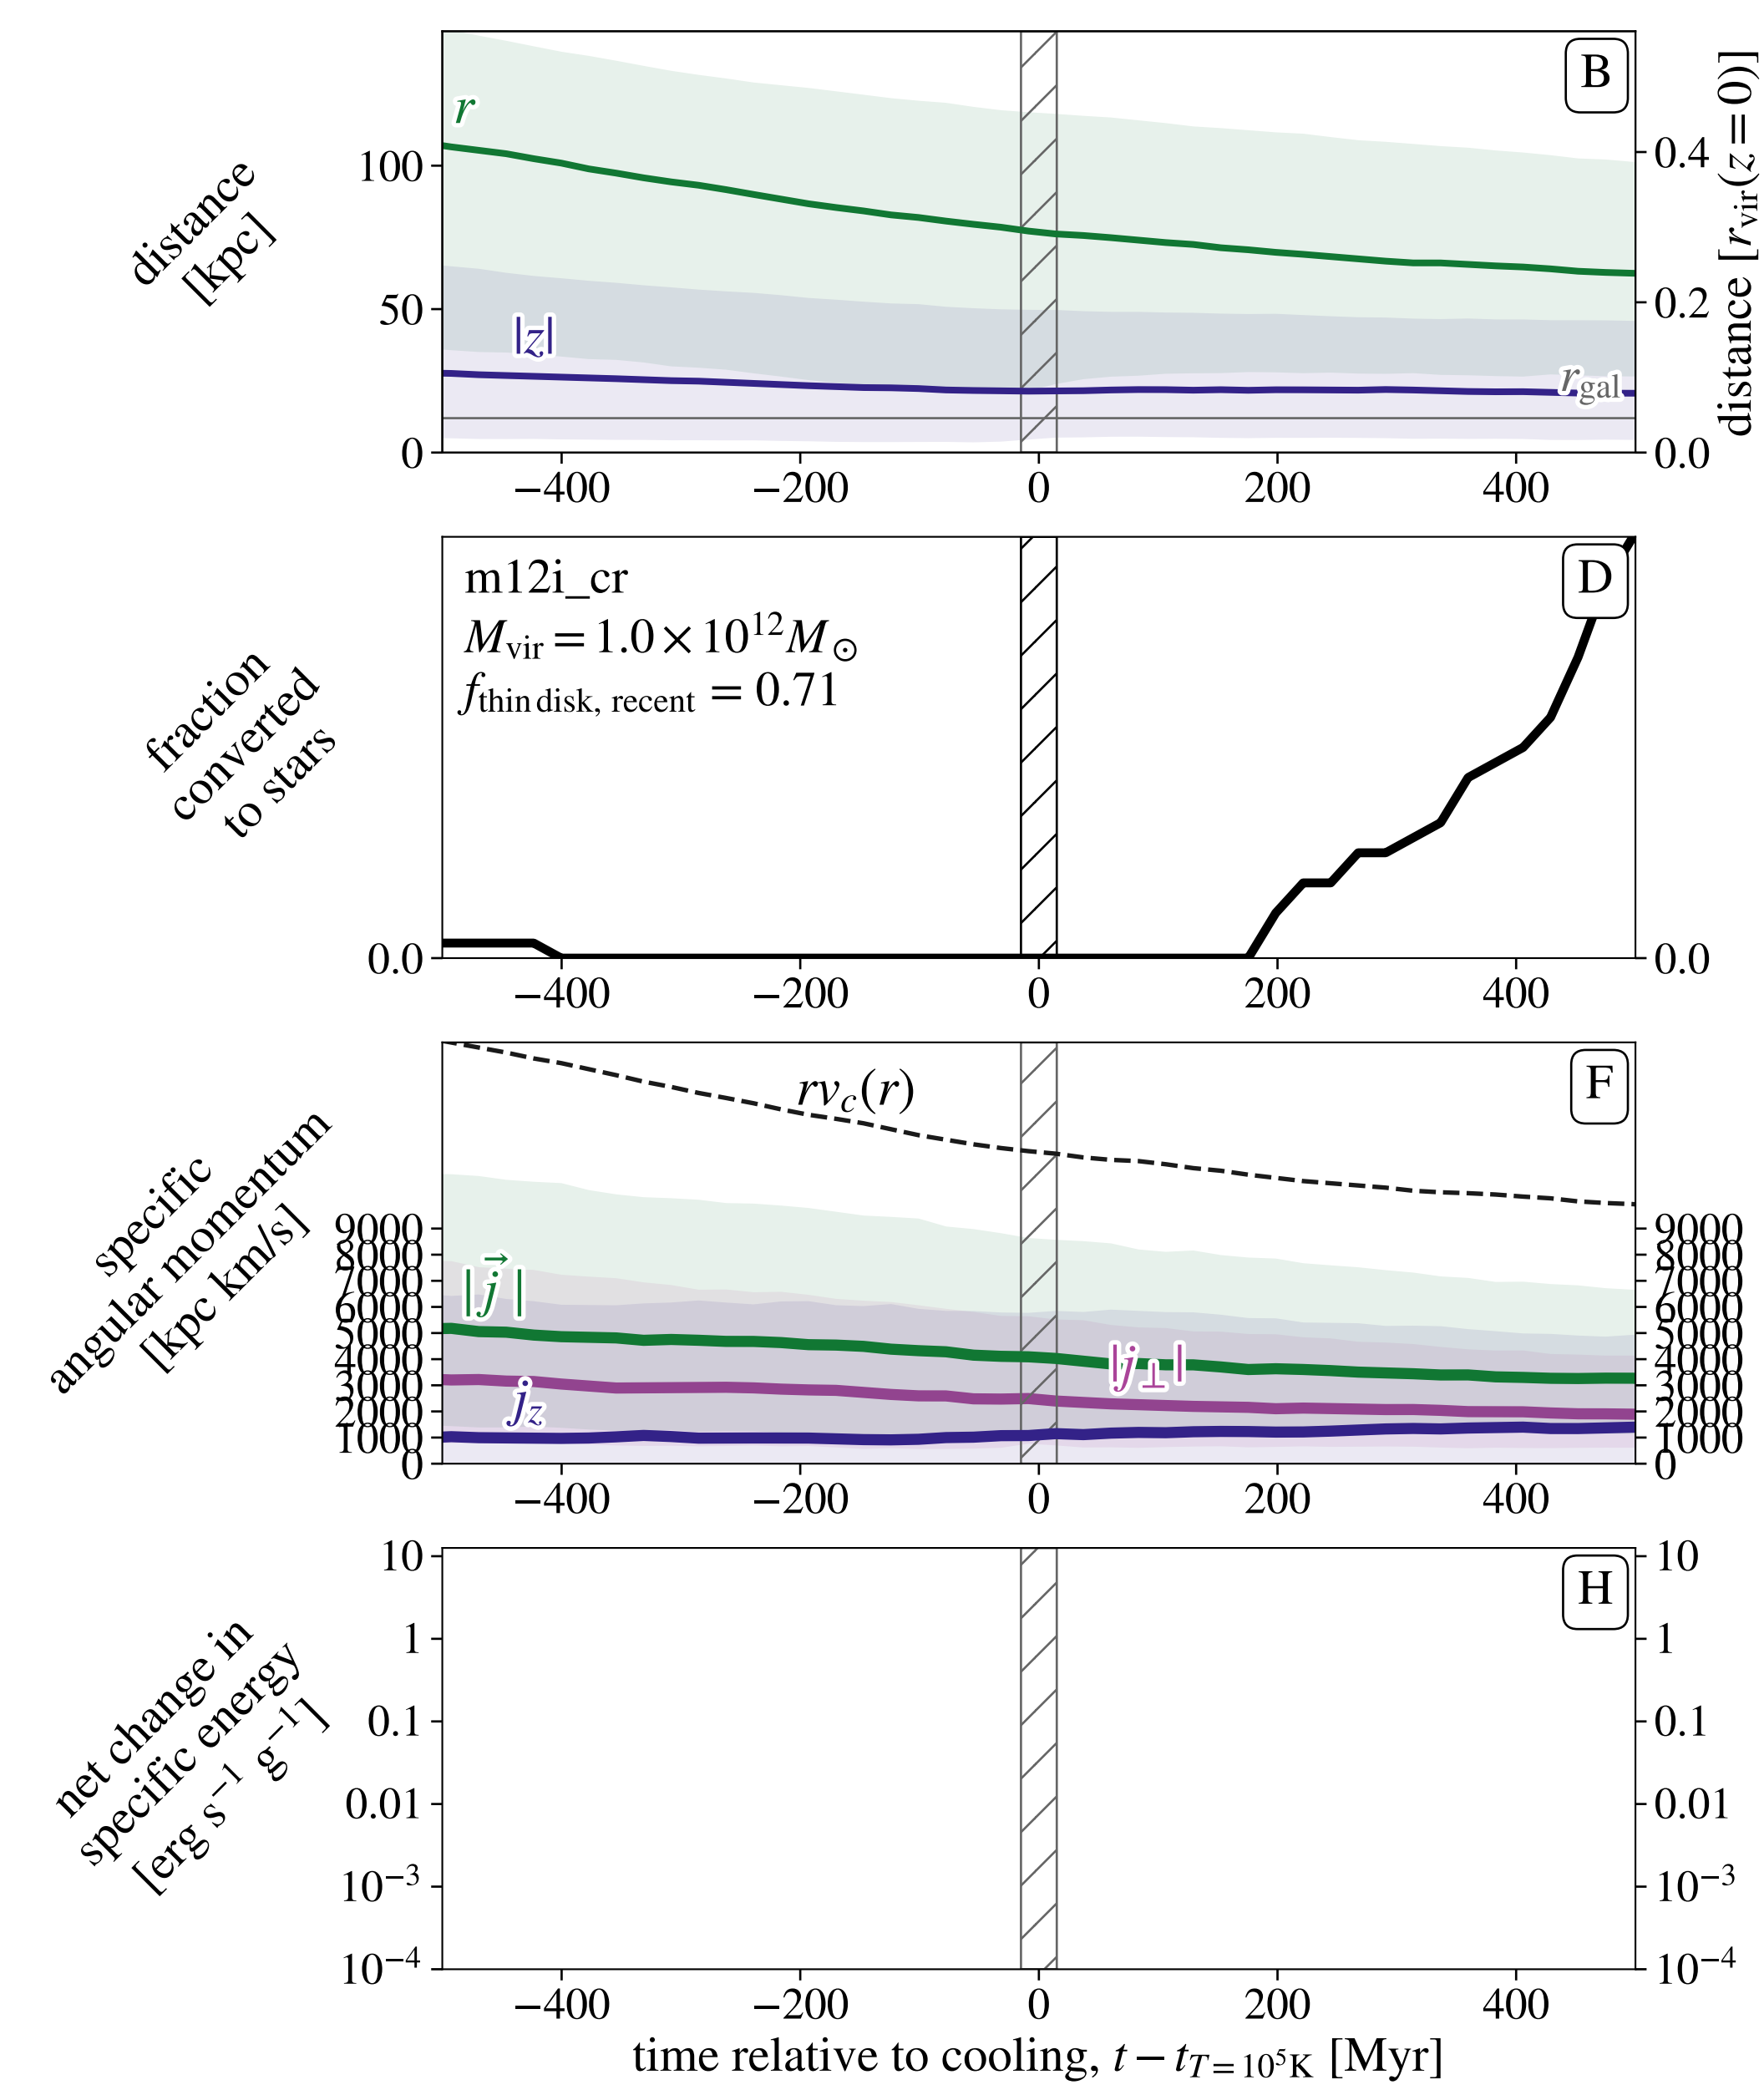 distance
[kpc]
100
50
0
r
|z|
r_gal
B
0.4
0.2
0.0
distance [r_vir(z=0)]
−400 −200 0 200 400
fraction
converted
to stars
m12i_cr
M_vir = 1.0 × 10^12 M_⊙
f_thin disk, recent = 0.71
D
0.0 0.0
−400 −200 0 200 400
specific
angular momentum
[kpc km/s]
rv_c(r)
F
9000 9000
8000 8000
7000 7000
6000 6000
5000 5000
4000 4000
3000 3000
2000 2000
1000 1000
0 0
|j⃗|
|j_⊥|
j_z
−400 −200 0 200 400
net change in
specific energy
[erg s^−1 g^−1]
H
10 10
1 1
0.1 0.1
0.01 0.01
10^−3 10^−3
10^−4 10^−4
−400 −200 0 200 400
time relative to cooling, t − t_T = 10^5 K [Myr]